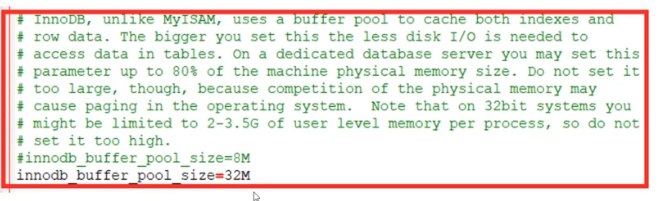 # InnoDB, unlike MyISAM, uses a buffer pool to cache both indexes and
# row data. The bigger you set this the less disk I/O is needed to
# access data in tables. On a dedicated database server you may set this
# parameter up to 80% of the machine physical memory size. Do not set it
# too large, though, because competition of the physical memory may
# cause paging in the operating system.  Note that on 32bit systems you
# might be limited to 2-3.5G of user level memory per process, so do not
# set it too high.
#innodb_buffer_pool_size=8M
innodb_buffer_pool_size=32M